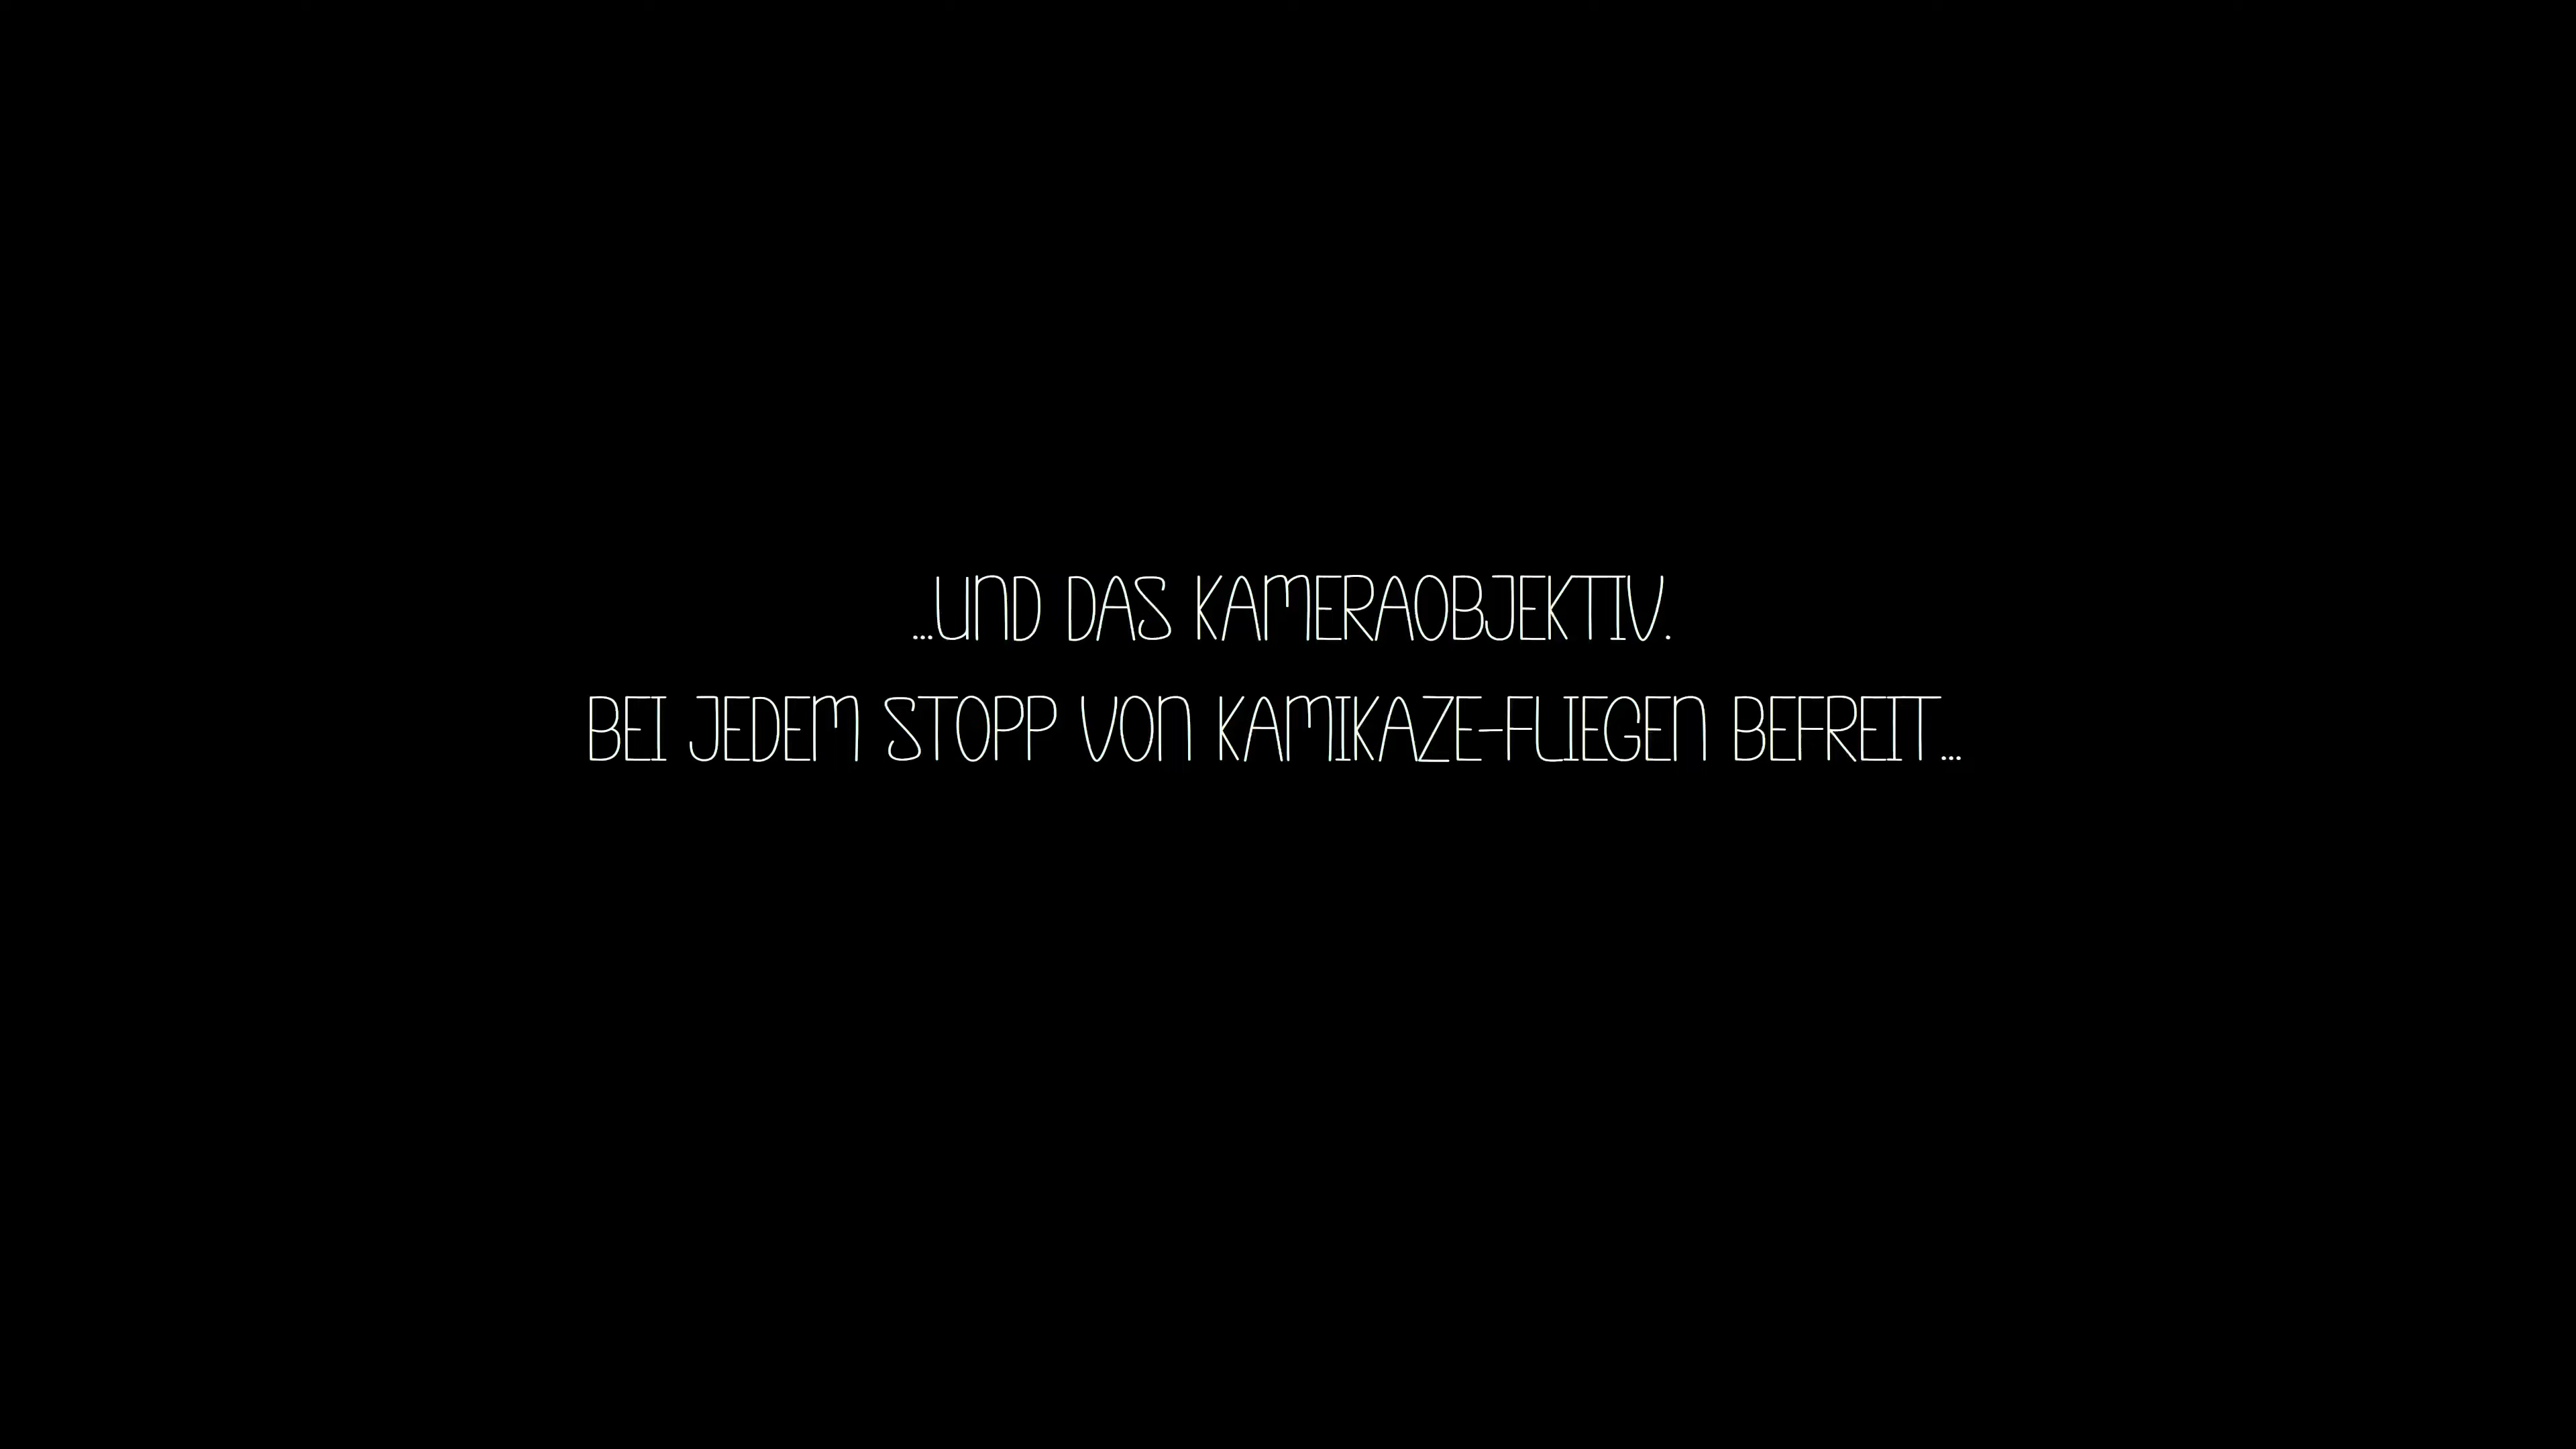 ...UND DAS KAMERAOBJEKTIV.
BEI JEDEM STOPP VON KAMIKAZE-FLIEGEN BEFREIT...